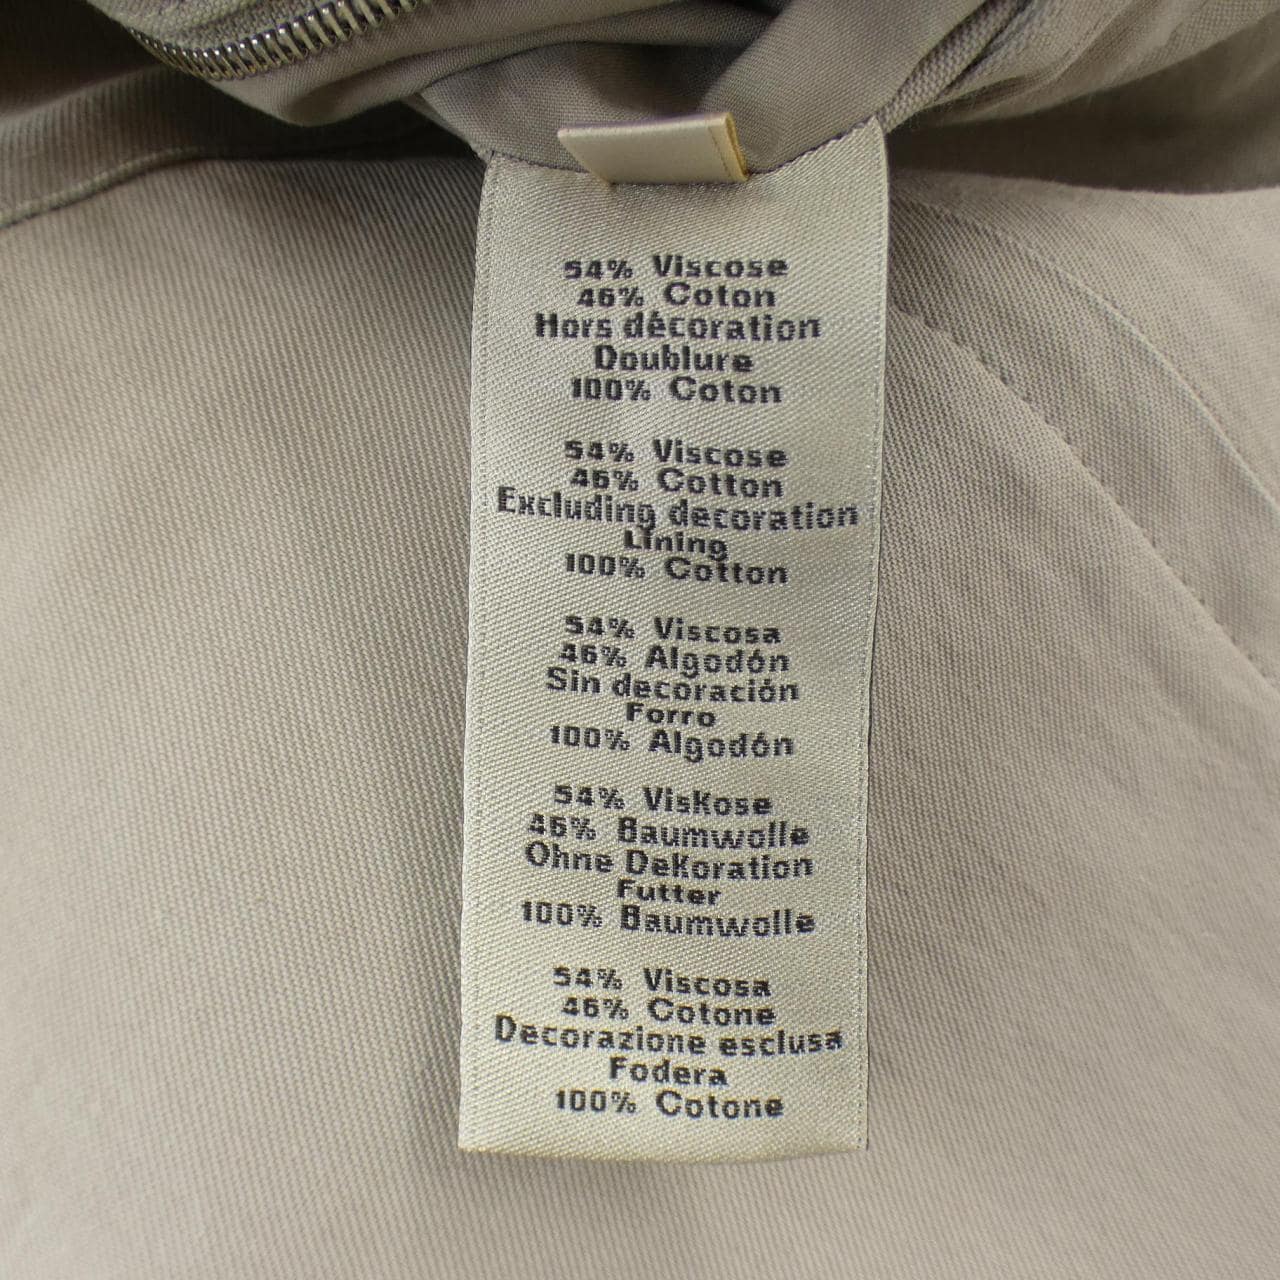 54% Viscose
46% Coton
Hors décoration
Doublure
100% Coton
54% Viscose
46% Cotton
Excluding decoration
Lining
100% Cotton
54% Viscosa
46% Algodón
Sin decoración
Forro
100% Algodón
54% Viskose
46% Baumwolle
Ohne Dekoration
Futter
100% Baumwolle
54% Viscosa
46% Cotone
Decorazione esclusa
Fodera
100% Cotone